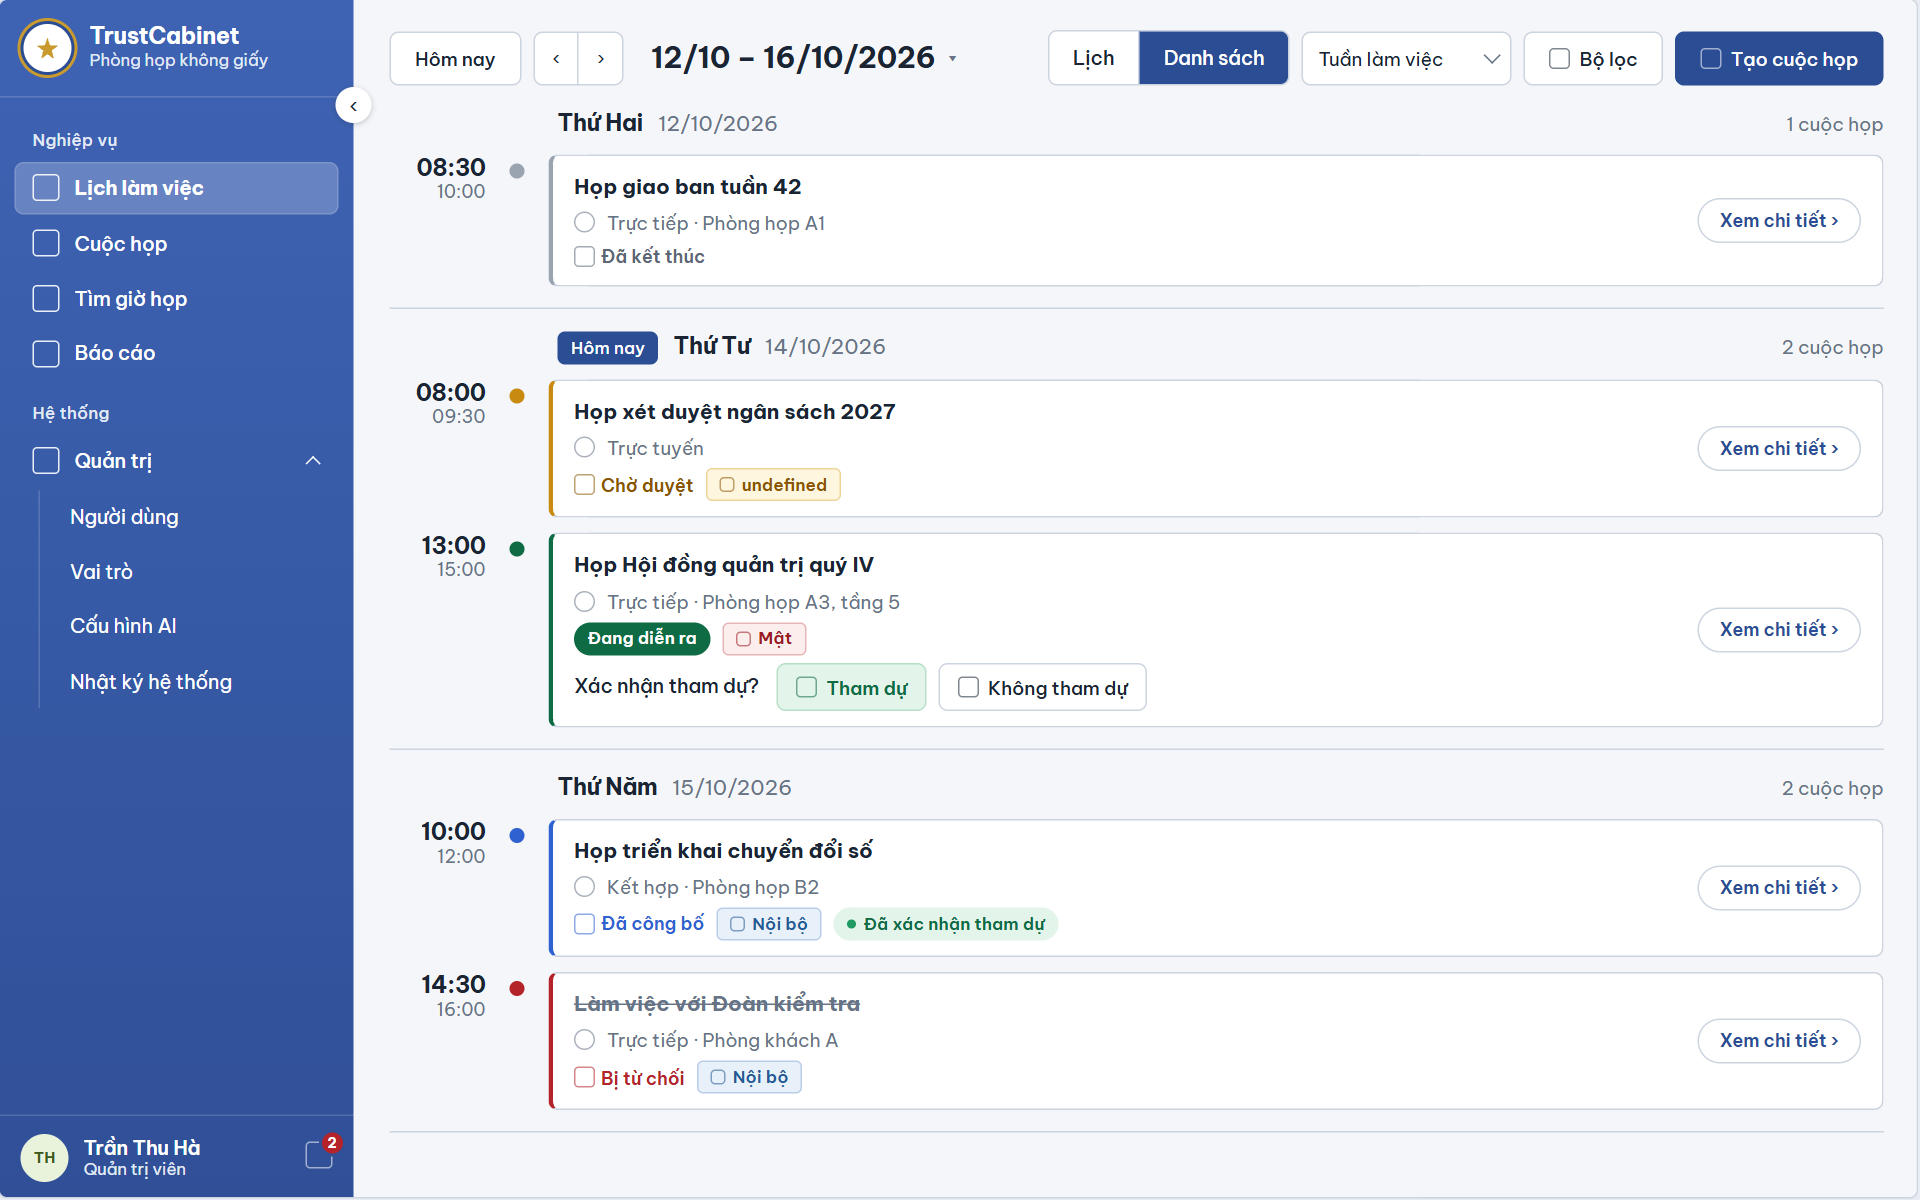 TrustCabinet
Phòng họp không giấy
Nghiệp vụ
Lịch làm việc
Cuộc họp
Tìm giờ họp
Báo cáo
Hệ thống
Quản trị
Người dùng
Vai trò
Cấu hình AI
Nhật ký hệ thống
TH
Trần Thu Hà
Quản trị viên
2
Hôm nay
‹ ›
12/10 – 16/10/2026
Lịch
Danh sách
Tuần làm việc
Bộ lọc
Tạo cuộc họp
Thứ Hai 12/10/2026
1 cuộc họp
08:30
10:00
Họp giao ban tuần 42
Trực tiếp · Phòng họp A1
Đã kết thúc
Xem chi tiết ›
Hôm nay Thứ Tư 14/10/2026
2 cuộc họp
08:00
09:30
Họp xét duyệt ngân sách 2027
Trực tuyến
Chờ duyệt undefined
Xem chi tiết ›
13:00
15:00
Họp Hội đồng quản trị quý IV
Trực tiếp · Phòng họp A3, tầng 5
Đang diễn ra Mật
Xác nhận tham dự? Tham dự Không tham dự
Xem chi tiết ›
Thứ Năm 15/10/2026
2 cuộc họp
10:00
12:00
Họp triển khai chuyển đổi số
Kết hợp · Phòng họp B2
Đã công bố Nội bộ Đã xác nhận tham dự
Xem chi tiết ›
14:30
16:00
Làm việc với Đoàn kiểm tra
Trực tiếp · Phòng khách A
Bị từ chối Nội bộ
Xem chi tiết ›